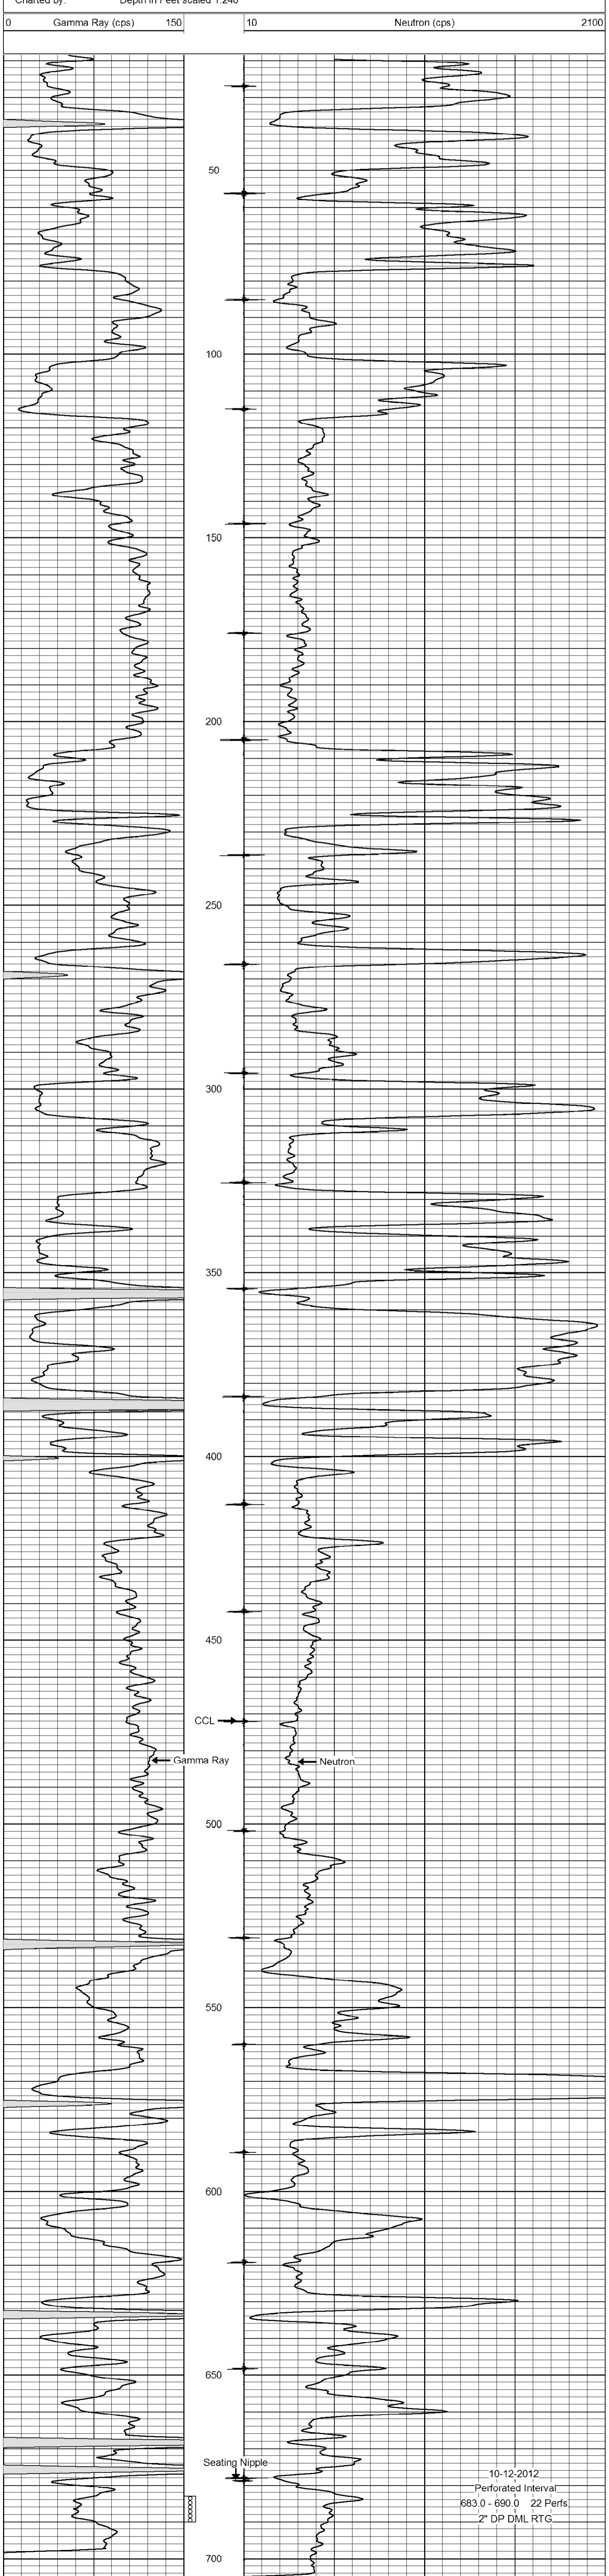 Charted by: Depth in Feet scaled 1:240
0 Gamma Ray (cps) 150 10 Neutron (cps) 2100
50
100
150
200
250
300
350
400
450
CCL
Gamma Ray Neutron
500
550
600
650
Seating Nipple
10-12-2012
Perforated Interval
683.0 - 690.0 22 Perfs
2" DP DML RTG
700